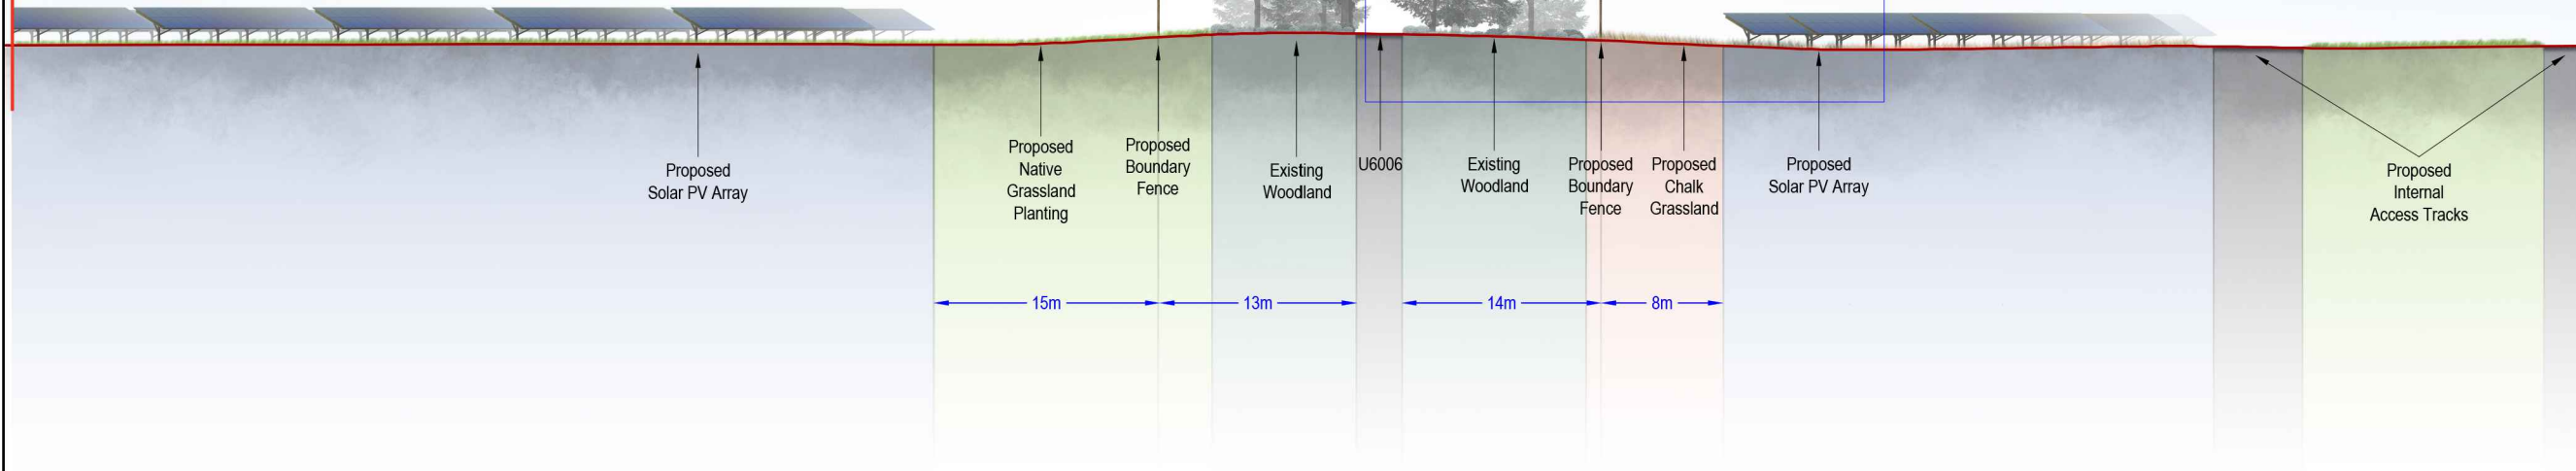 Proposed
Solar PV Array
Proposed
Native
Grassland
Planting
Proposed
Boundary
Fence
Existing
Woodland
U6006
Existing
Woodland
Proposed
Boundary
Fence
Proposed
Chalk
Grassland
Proposed
Solar PV Array
Proposed
Internal
Access Tracks
15m
13m
14m
8m